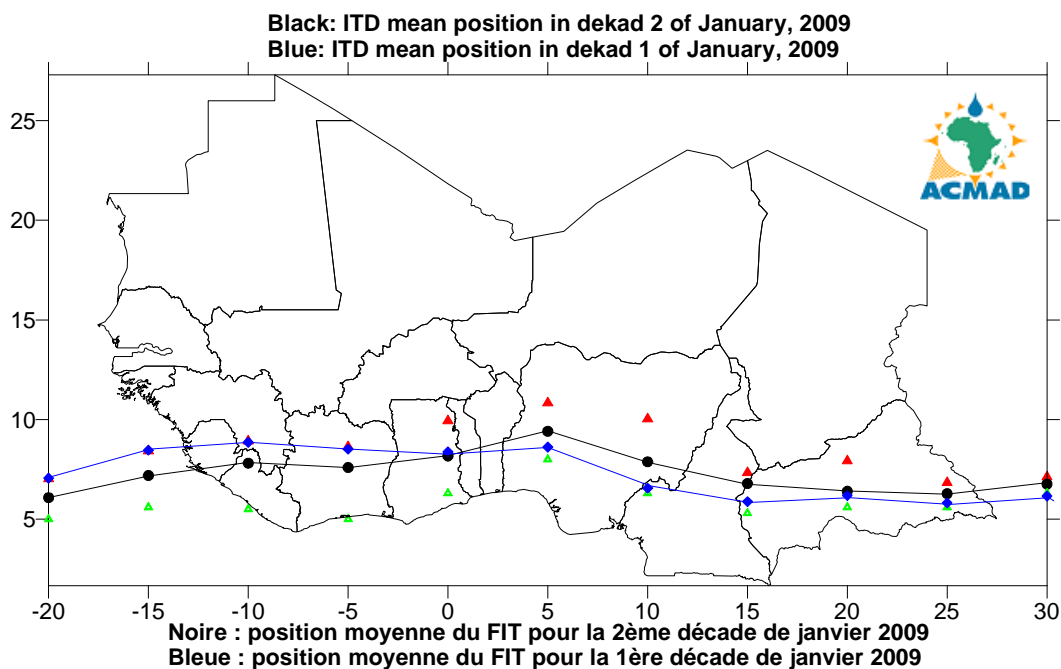 Black: ITD mean position in dekad 2 of January, 2009
Blue: ITD mean position in dekad 1 of January, 2009
25
20
15
10
5
ACMAD
-20 -15 -10 -5 0 5 10 15 20 25 30
Noire : position moyenne du FIT pour la 2ème décade de janvier 2009
Bleue : position moyenne du FIT pour la 1ère décade de janvier 2009